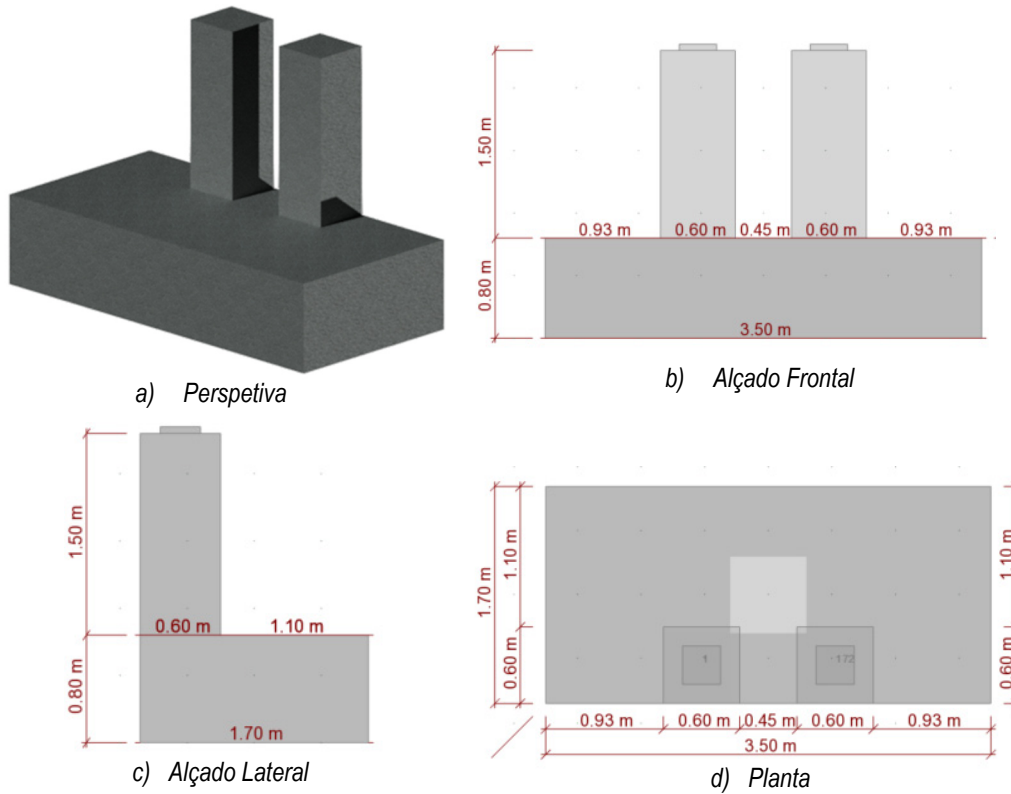 a) Perspetiva
1.50 m
0.93 m 0.60 m 0.45 m 0.60 m 0.93 m
0.80 m
3.50 m
b) Alçado Frontal
1.50 m
0.60 m 1.10 m
0.80 m
1.70 m
c) Alçado Lateral
1.70 m
1.10 m
1.10 m
0.60 m
1
172
0.60 m
0.93 m 0.60 m 0.45 m 0.60 m 0.93 m
3.50 m
d) Planta